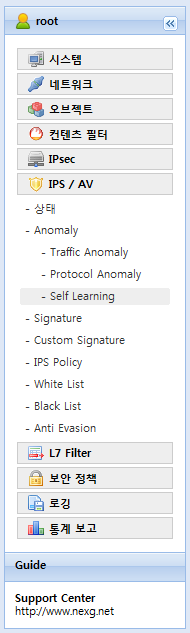 root
시스템
네트워크
오브젝트
컨텐츠 필터
IPsec
IPS / AV
- 상태
- Anomaly
- Traffic Anomaly
- Protocol Anomaly
- Self Learning
- Signature
- Custom Signature
- IPS Policy
- White List
- Black List
- Anti Evasion
L7 Filter
보안 정책
로깅
통계 보고
Guide
Support Center
http://www.nexg.net